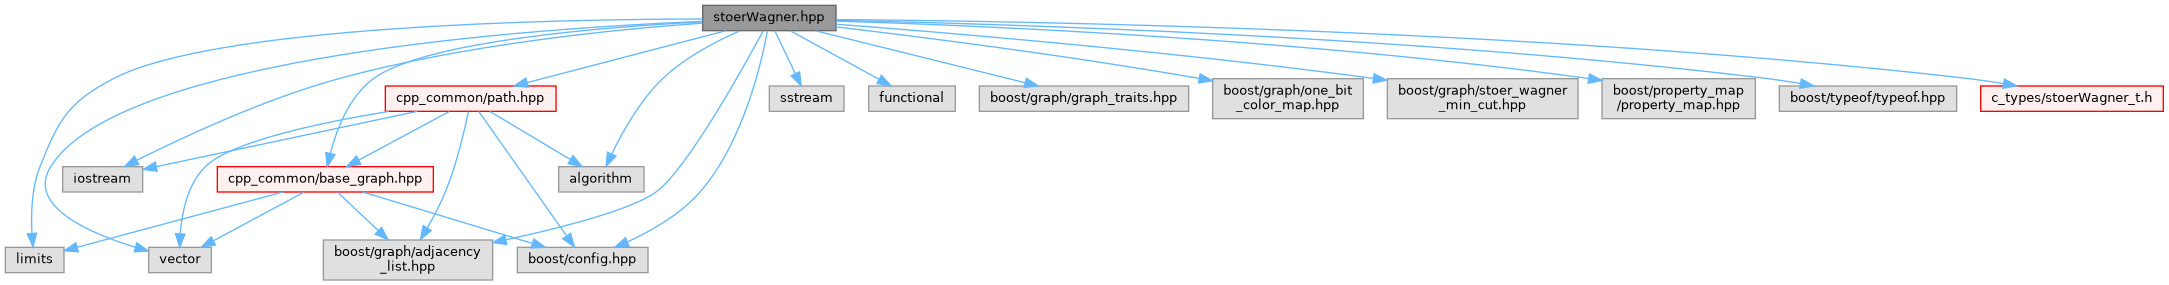 stoerWagner.hpp
cpp_common/path.hpp
sstream
functional
boost/graph/graph_traits.hpp
boost/graph/one_bit
_color_map.hpp
boost/graph/stoer_wagner
_min_cut.hpp
boost/property_map
/property_map.hpp
boost/typeof/typeof.hpp
c_types/stoerWagner_t.h
iostream
cpp_common/base_graph.hpp
algorithm
limits
vector
boost/graph/adjacency
_list.hpp
boost/config.hpp